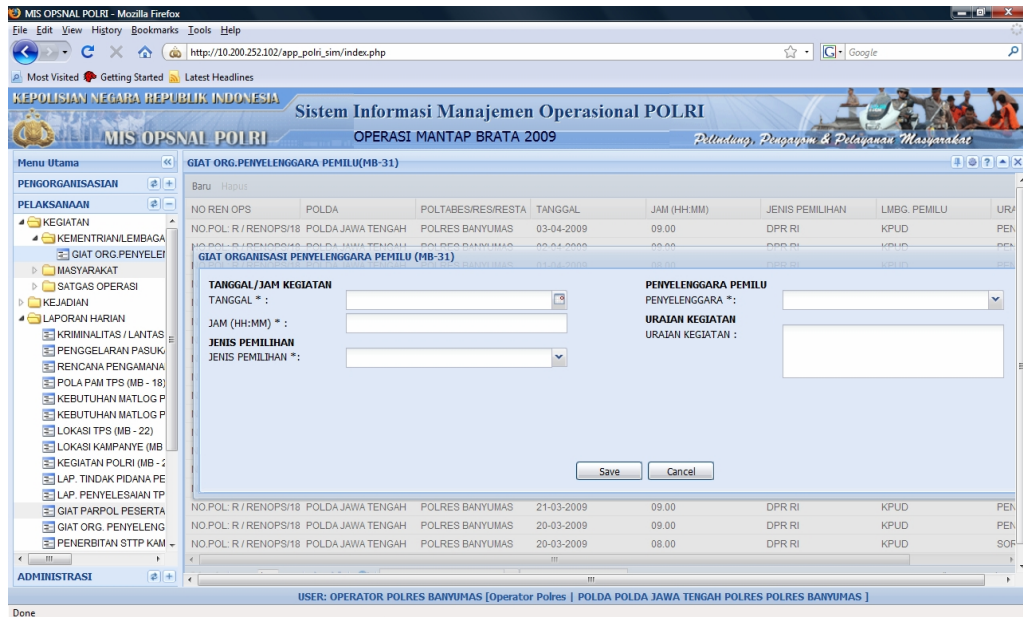 MIS OPSNAL POLRI - Mozilla Firefox
File Edit View History Bookmarks Tools Help
http://10.200.252.102/app_polri_sim/index.php
Google
Most Visited Getting Started Latest Headlines
KEPOLISIAN NEGARA REPUBLIK INDONESIA
MIS OPSNAL POLRI
Sistem Informasi Manajemen Operasional POLRI
OPERASI MANTAP BRATA 2009
Pelindung, Pengayom & Pelayanan Masyarakat
Menu Utama
PENGORGANISASIAN
PELAKSANAAN
KEGIATAN
KEMENTRIAN/LEMBAGA
GIAT ORG.PENYELEN
MASYARAKAT
SATGAS OPERASI
KEJADIAN
LAPORAN HARIAN
KRIMINALITAS / LANTAS
PENGGELARAN PASUK
RENCANA PENGAMANA
POLA PAM TPS (MB - 18)
KEBUTUHAN MATLOG P
KEBUTUHAN MATLOG P
LOKASI TPS (MB - 22)
LOKASI KAMPANYE (MB
KEGIATAN POLRI (MB - 2
LAP. TINDAK PIDANA PE
LAP. PENYELESAIAN TP
GIAT PARPOL PESERTA
GIAT ORG. PENYELENG
PENERBITAN STTP KAM
ADMINISTRASI
GIAT ORG.PENYELENGGARA PEMILU(MB-31)
Baru Hapus
NO REN OPS POLDA POLTABES/RES/RESTA TANGGAL JAM (HH:MM) JENIS PEMILIHAN LMBG. PEMILU URA
NO.POL: R / RENOPS/18 POLDA JAWA TENGAH POLRES BANYUMAS 03-04-2009 09.00 DPR RI KPUD PEN
GIAT ORGANISASI PENYELENGGARA PEMILU (MB-31)
TANGGAL/JAM KEGIATAN
TANGGAL * :
JAM (HH:MM) * :
JENIS PEMILIHAN
JENIS PEMILIHAN *:
PENYELENGGARA PEMILU
PENYELENGGARA *:
URAIAN KEGIATAN
URAIAN KEGIATAN :
Save Cancel
NO.POL: R / RENOPS/18 POLDA JAWA TENGAH POLRES BANYUMAS 21-03-2009 09.00 DPR RI KPUD PEN
NO.POL: R / RENOPS/18 POLDA JAWA TENGAH POLRES BANYUMAS 20-03-2009 09.00 DPR RI KPUD PEN
NO.POL: R / RENOPS/18 POLDA JAWA TENGAH POLRES BANYUMAS 20-03-2009 08.00 DPR RI KPUD SOF
USER: OPERATOR POLRES BANYUMAS [Operator Polres | POLDA POLDA JAWA TENGAH POLRES POLRES BANYUMAS ]
Done